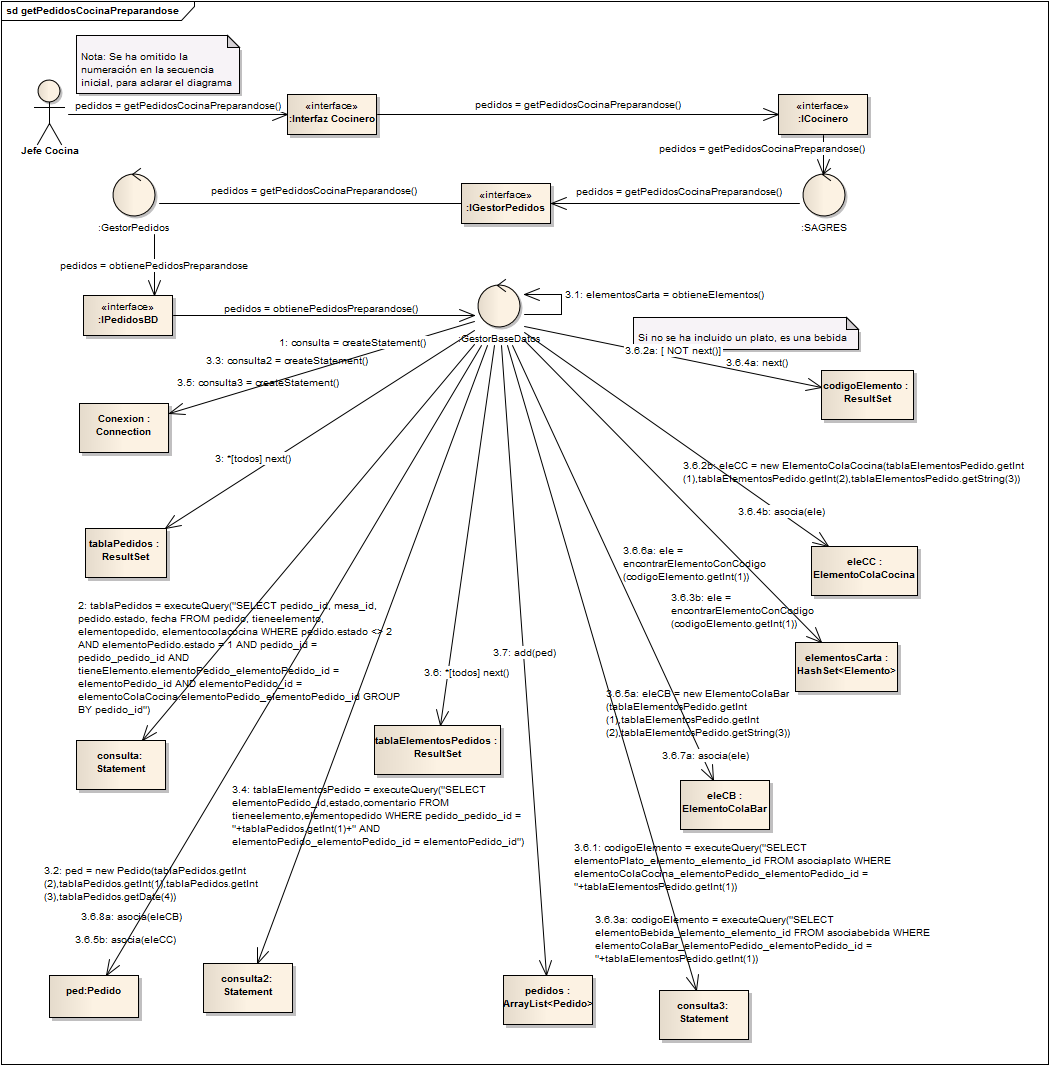 sd getPedidosCocinaPreparandose
Nota: Se ha omitido la
numeración en la secuencia
inicial, para aclarar el diagrama
Jefe Cocina
pedidos = getPedidosCocinaPreparandose()
«interface»
:Interfaz Cocinero
pedidos = getPedidosCocinaPreparandose()
«interface»
:ICocinero
pedidos = getPedidosCocinaPreparandose()
:SAGRES
pedidos = getPedidosCocinaPreparandose()
«interface»
:IGestorPedidos
pedidos = getPedidosCocinaPreparandose()
:GestorPedidos
pedidos = obtienePedidosPreparandose
«interface»
:IPedidosBD
pedidos = obtienePedidosPreparandose()
:GestorBaseDatos
3.1: elementosCarta = obtieneElementos()
Si no se ha incluido un plato, es una bebida
1: consulta = createStatement()
3.3: consulta2 = createStatement()
3.5: consulta3 = createStatement()
Conexion :
Connection
3.6.2a: [ NOT next()]
3.6.4a: next()
codigoElemento :
ResultSet
3: *[todos] next()
tablaPedidos :
ResultSet
3.6.2b: eleCC = new ElementoColaCocina(tablaElementosPedido.getInt
(1),tablaElementosPedido.getInt(2),tablaElementosPedido.getString(3))
3.6.4b: asocia(ele)
eleCC :
ElementoColaCocina
3.6.6a: ele =
encontrarElementoConCodigo
(codigoElemento.getInt(1))
3.6.3b: ele =
encontrarElementoConCodigo
(codigoElemento.getInt(1))
elementosCarta :
HashSet<Elemento>
2: tablaPedidos = executeQuery("SELECT pedido_id, mesa_id,
pedido.estado, fecha FROM pedido, tieneelemento,
elementopedido, elementocolacocina WHERE pedido.estado <> 2
AND elementoPedido.estado = 1 AND pedido_id =
pedido_pedido_id AND
tieneElemento.elementoPedido_elementoPedido_id =
elementoPedido_id AND elementoPedido_id =
elementoColaCocina.elementoPedido_elementoPedido_id GROUP
BY pedido_id")
consulta:
Statement
3.7: add(ped)
3.6: *[todos] next()
tablaElementosPedidos :
ResultSet
3.6.5a: eleCB = new ElementoColaBar
(tablaElementosPedido.getInt
(1),tablaElementosPedido.getInt
(2),tablaElementosPedido.getString(3))
3.6.7a: asocia(ele)
eleCB :
ElementoColaBar
3.4: tablaElementosPedido = executeQuery("SELECT
elementoPedido_id,estado,comentario FROM
tieneelemento,elementopedido WHERE pedido_pedido_id =
"+tablaPedidos.getInt(1)+" AND
elementoPedido_elementoPedido_id = elementoPedido_id")
3.6.1: codigoElemento = executeQuery("SELECT
elementoPlato_elemento_elemento_id FROM asociaplato WHERE
elementoColaCocina_elementoPedido_elementoPedido_id =
"+tablaElementosPedido.getInt(1))
3.2: ped = new Pedido(tablaPedidos.getInt
(2),tablaPedidos.getInt(1),tablaPedidos.getInt
(3),tablaPedidos.getDate(4))
3.6.8a: asocia(eleCB)
3.6.5b: asocia(eleCC)
3.6.3a: codigoElemento = executeQuery("SELECT
elementoBebida_elemento_elemento_id FROM asociabebida WHERE
elementoColaBar_elementoPedido_elementoPedido_id =
"+tablaElementosPedido.getInt(1))
ped:Pedido
consulta2:
Statement
pedidos :
ArrayList<Pedido>
consulta3:
Statement